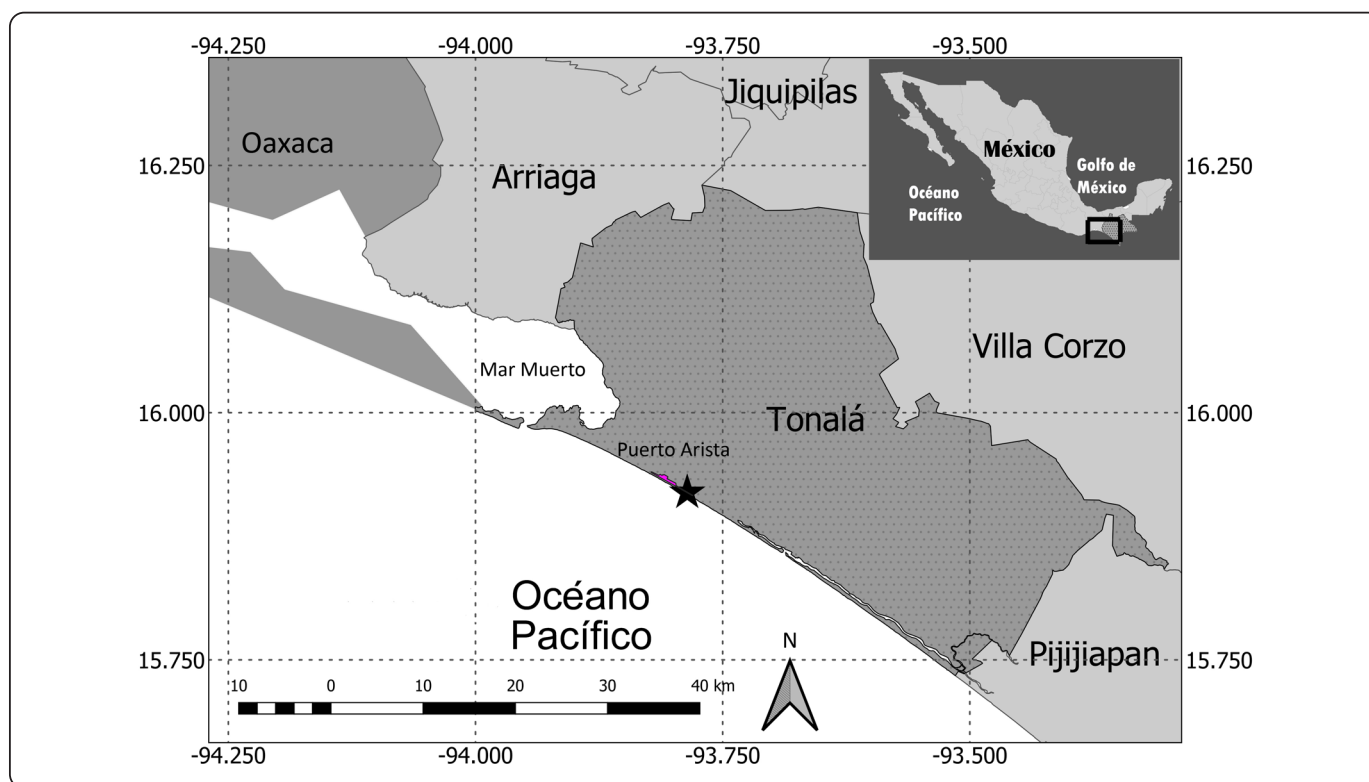 -94.250
-94.000
-93.750
-93.500
Jiquipilas
Oaxaca
México
Golfo de
México
16.250
16.250
Arriaga
Océano
Pacífico
Villa Corzo
Mar Muerto
16.000
Tonalá
16.000
Puerto Arista
Océano
Pacífico
N
Pijijiapan
15.750
15.750
10 0 10 20 30 40 km
-94.250
-94.000
-93.750
-93.500